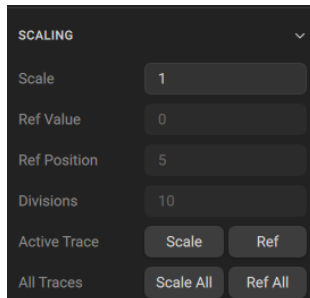 SCALING
Scale 1
Ref Value 0
Ref Position 5
Divisions 10
Active Trace Scale Ref
All Traces Scale All Ref All